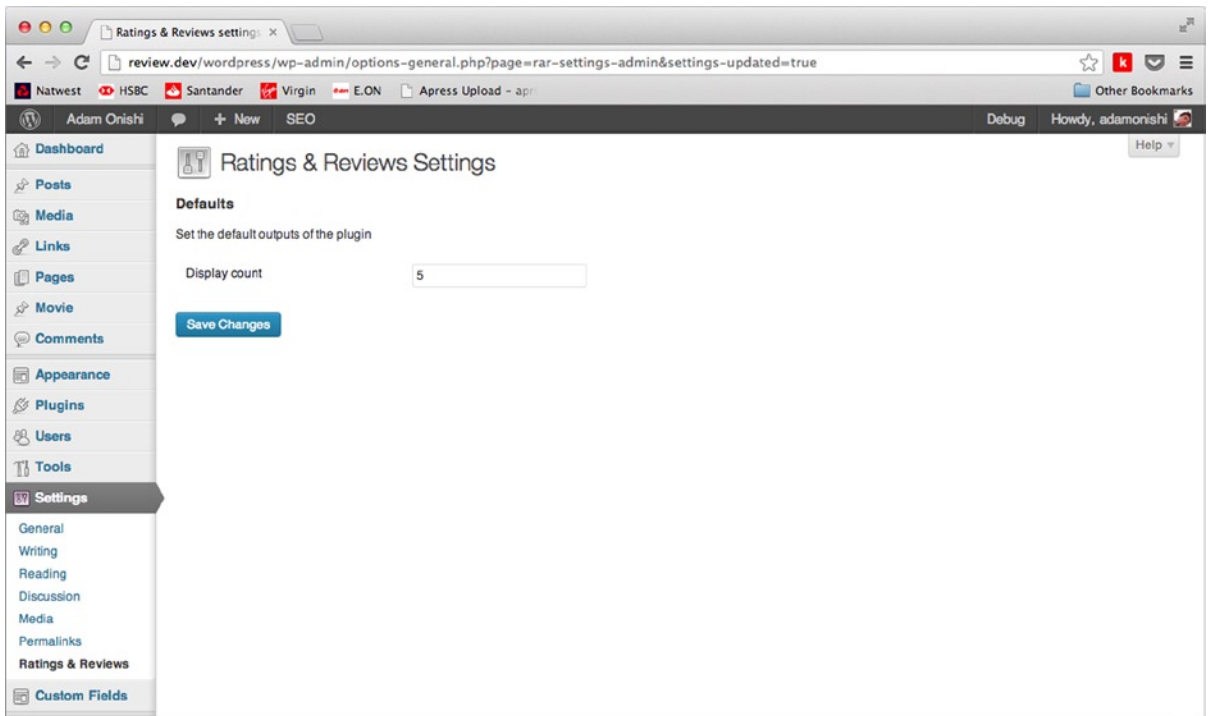 Ratings & Reviews settings
review.dev/wordpress/wp-admin/options-general.php?page=rar-settings-admin&settings-updated=true
Natwest HSBC Santander Virgin e·on E.ON Apress Upload – apr Other Bookmarks
Adam Onishi + New SEO Debug Howdy, adamonishi
Help
Dashboard
Posts
Media
Links
Pages
Movie
Comments
Appearance
Plugins
Users
Tools
Settings
General
Writing
Reading
Discussion
Media
Permalinks
Ratings & Reviews
Custom Fields
Ratings & Reviews Settings
Defaults
Set the default outputs of the plugin
Display count 5
Save Changes